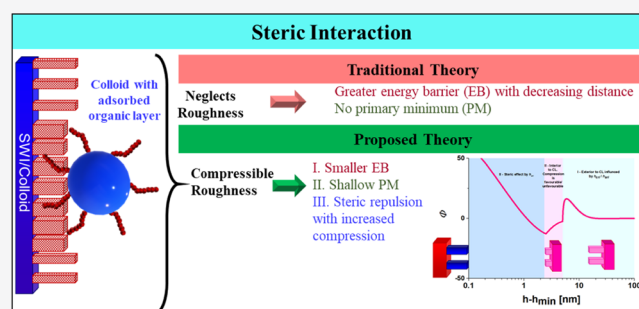 Steric Interaction
SWI/Colloid
Colloid with
adsorbed
organic layer
Traditional Theory
Neglects
Roughness
Greater energy barrier (EB) with decreasing distance
No primary minimum (PM)
Proposed Theory
Compressible
Roughness
I. Smaller EB
II. Shallow PM
III. Steric repulsion
with increased
compression
50
0
-50
Φ
0.1
1
10
100
h-hmin [nm]